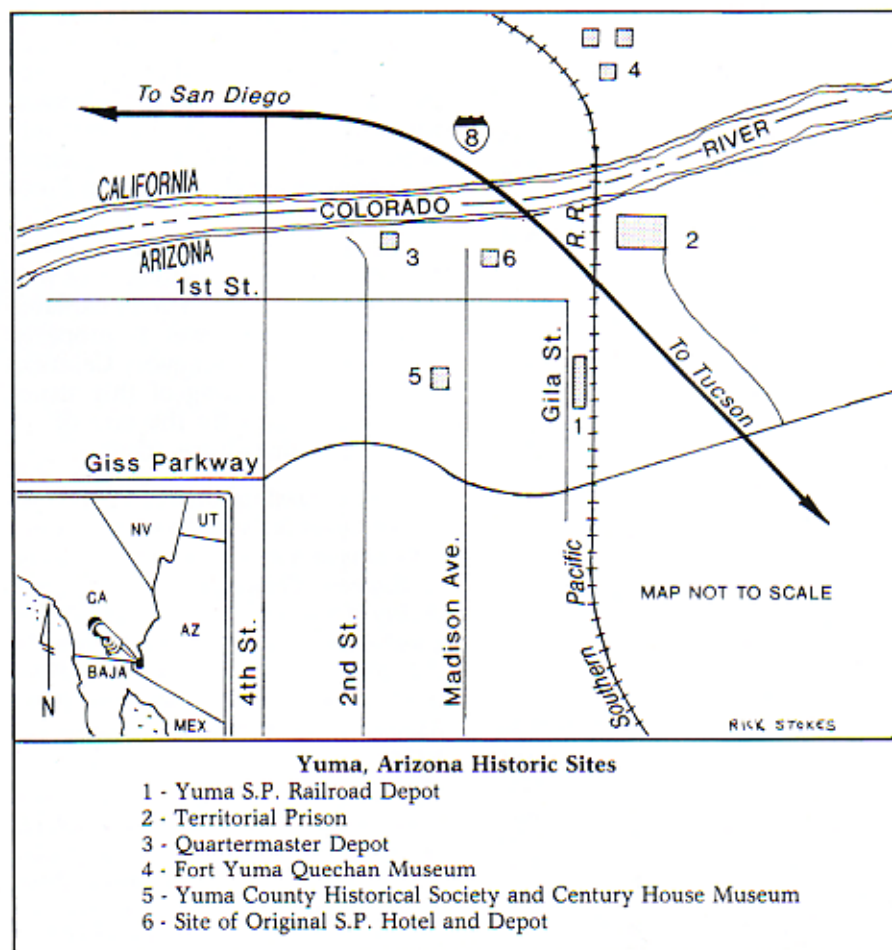 To San Diego
4
8
RIVER
CALIFORNIA
COLORADO
R. R.
2
ARIZONA
3
6
1st St.
To Tucson
Gila St.
5
1
Giss Parkway
NV
UT
Pacific
MAP NOT TO SCALE
CA
AZ
Madison Ave.
2nd St.
4th St.
BAJA
N
Southern
MEX
RICK STOKES
Yuma, Arizona Historic Sites
1 - Yuma S.P. Railroad Depot
2 - Territorial Prison
3 - Quartermaster Depot
4 - Fort Yuma Quechan Museum
5 - Yuma County Historical Society and Century House Museum
6 - Site of Original S.P. Hotel and Depot